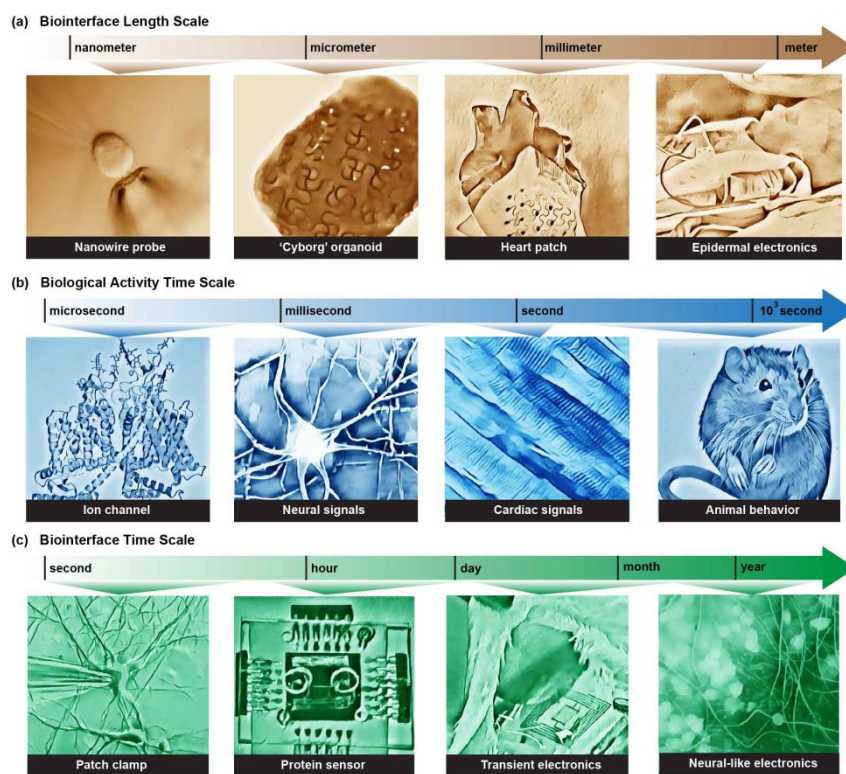 (a) Biointerface Length Scale
nanometer micrometer millimeter meter
Nanowire probe 'Cyborg' organoid Heart patch Epidermal electronics
(b) Biological Activity Time Scale
microsecond millisecond second 10³ second
Ion channel Neural signals Cardiac signals Animal behavior
(c) Biointerface Time Scale
second hour day month year
Patch clamp Protein sensor Transient electronics Neural-like electronics